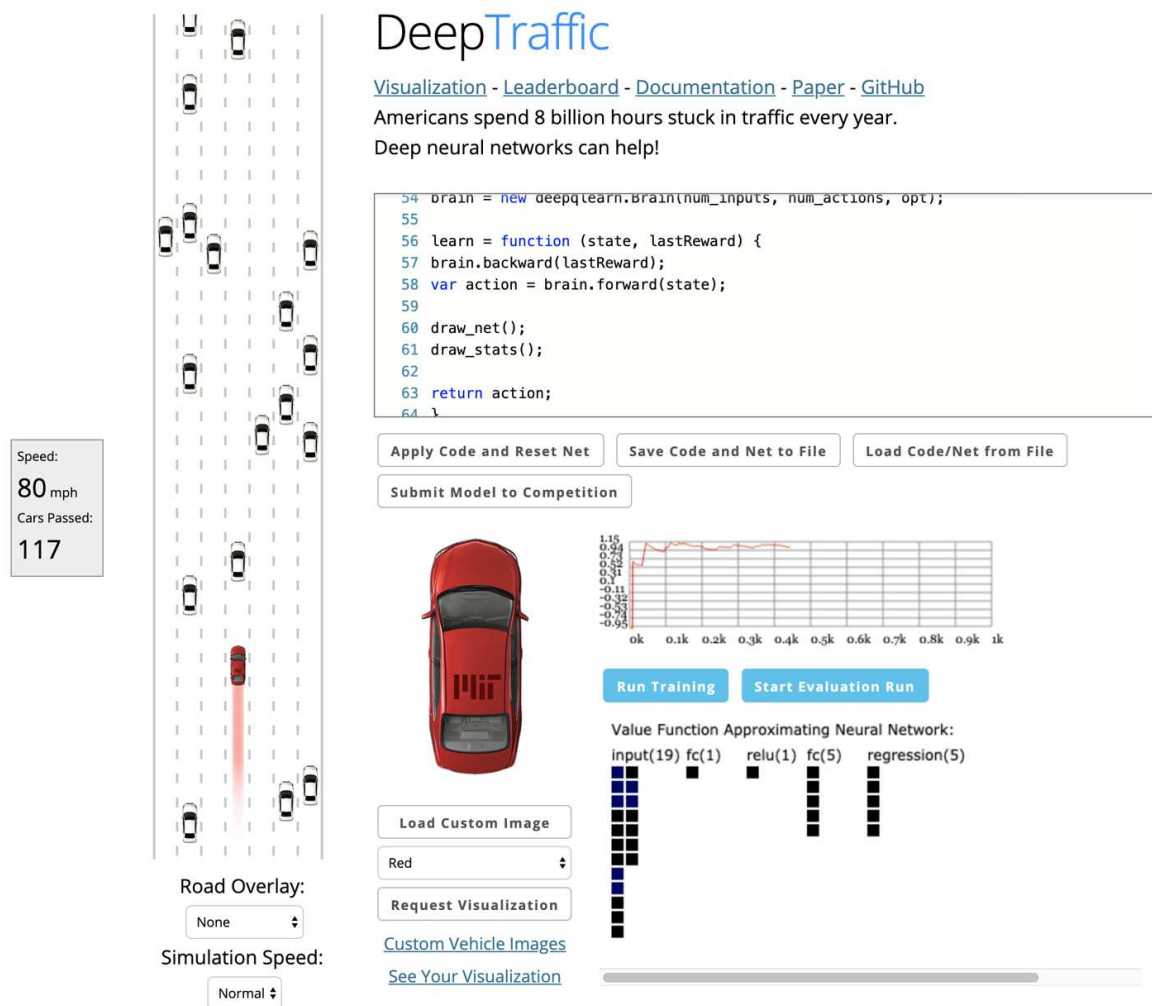 DeepTraffic
Visualization - Leaderboard - Documentation - Paper - GitHub
Americans spend 8 billion hours stuck in traffic every year.
Deep neural networks can help!
54 brain = new deepqlearn.Brain(num_inputs, num_actions, opt);
55
56 learn = function (state, lastReward) {
57 brain.backward(lastReward);
58 var action = brain.forward(state);
59
60 draw_net();
61 draw_stats();
62
63 return action;
64 }
Apply Code and Reset Net
Save Code and Net to File
Load Code/Net from File
Submit Model to Competition
Speed:
80 mph
Cars Passed:
117
1.15
0.94
0.73
0.52
0.31
0.1
-0.11
-0.32
-0.53
-0.74
-0.95
0k 0.1k 0.2k 0.3k 0.4k 0.5k 0.6k 0.7k 0.8k 0.9k 1k
MIT
Run Training
Start Evaluation Run
Value Function Approximating Neural Network:
input(19) fc(1) relu(1) fc(5) regression(5)
Load Custom Image
Red
Request Visualization
Custom Vehicle Images
See Your Visualization
Road Overlay:
None
Simulation Speed:
Normal